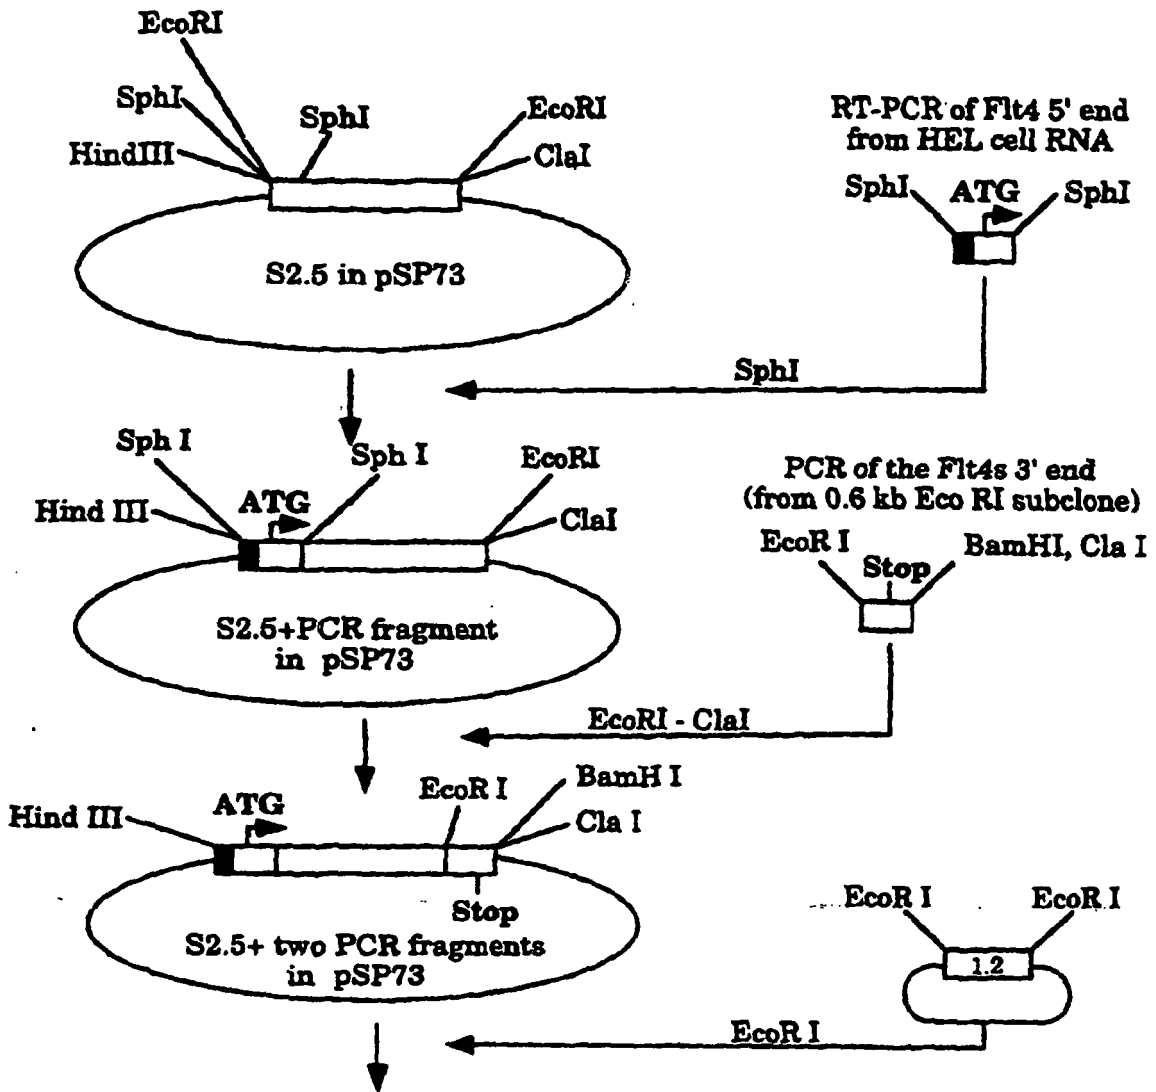 EcoRI
SphI
HindIII
SphI
EcoRI
ClaI
S2.5 in pSP73
RT-PCR of Flt4 5' end
from HEL cell RNA
SphI
ATG
SphI
SphI
Sph I
Hind III
ATG
Sph I
EcoRI
ClaI
S2.5+PCR fragment
in pSP73
PCR of the Flt4s 3' end
(from 0.6 kb Eco RI subclone)
EcoR I
Stop
BamHI, Cla I
EcoRI - ClaI
Hind III
ATG
EcoR I
BamH I
Cla I
Stop
S2.5+ two PCR fragments
in pSP73
EcoR I
EcoR I
1.2
EcoR I